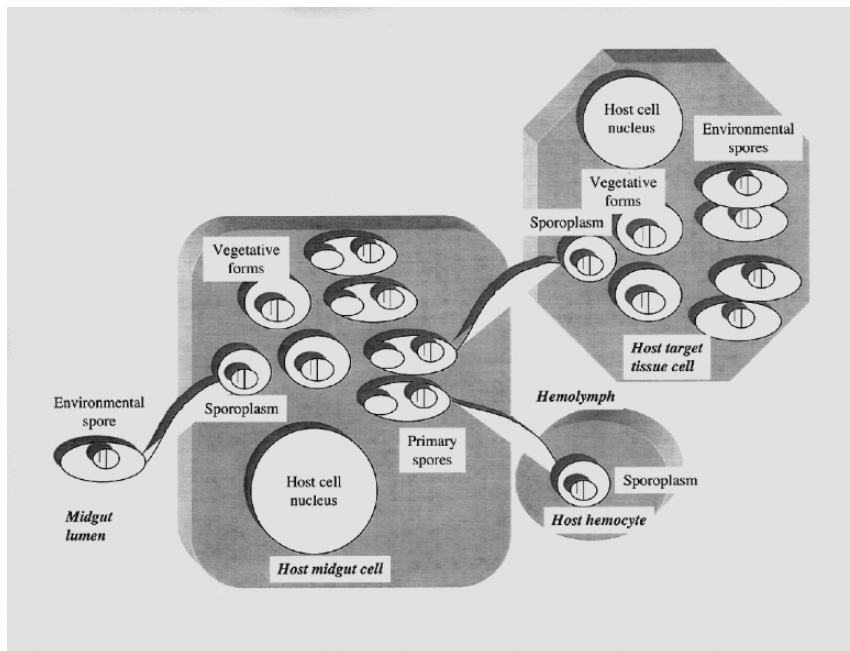 Host cell
nucleus
Environmental
spores
Vegetative
forms
Sporoplasm
Host target
tissue cell
Vegetative
forms
Sporoplasm
Environmental
spore
Midgut
lumen
Primary
spores
Host cell
nucleus
Host midgut cell
Hemolymph
Sporoplasm
Host hemocyte